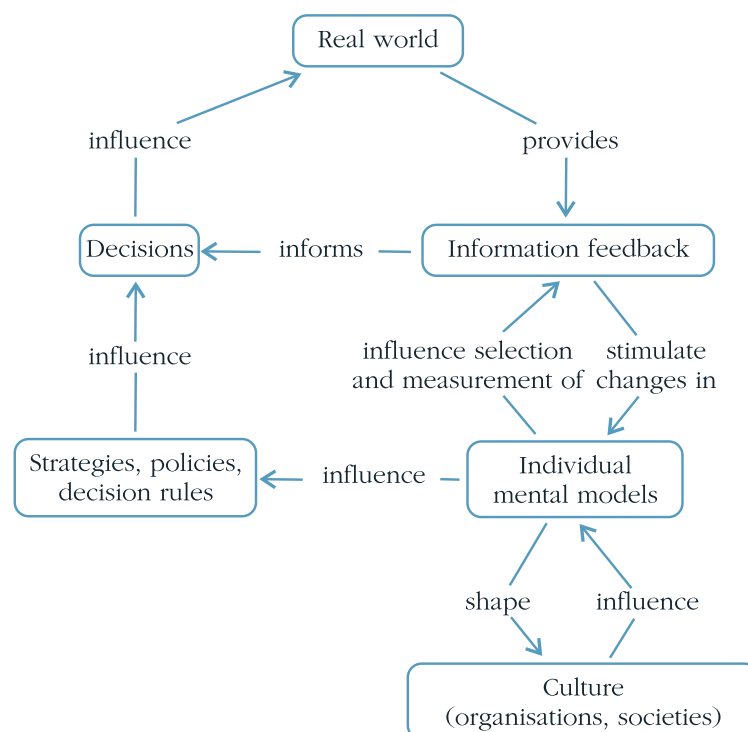 Real world
influence
provides
Decisions
informs
Information feedback
influence
influence selection
and measurement of
stimulate
changes in
Strategies, policies,
decision rules
influence
Individual
mental models
shape
influence
Culture
(organisations, societies)